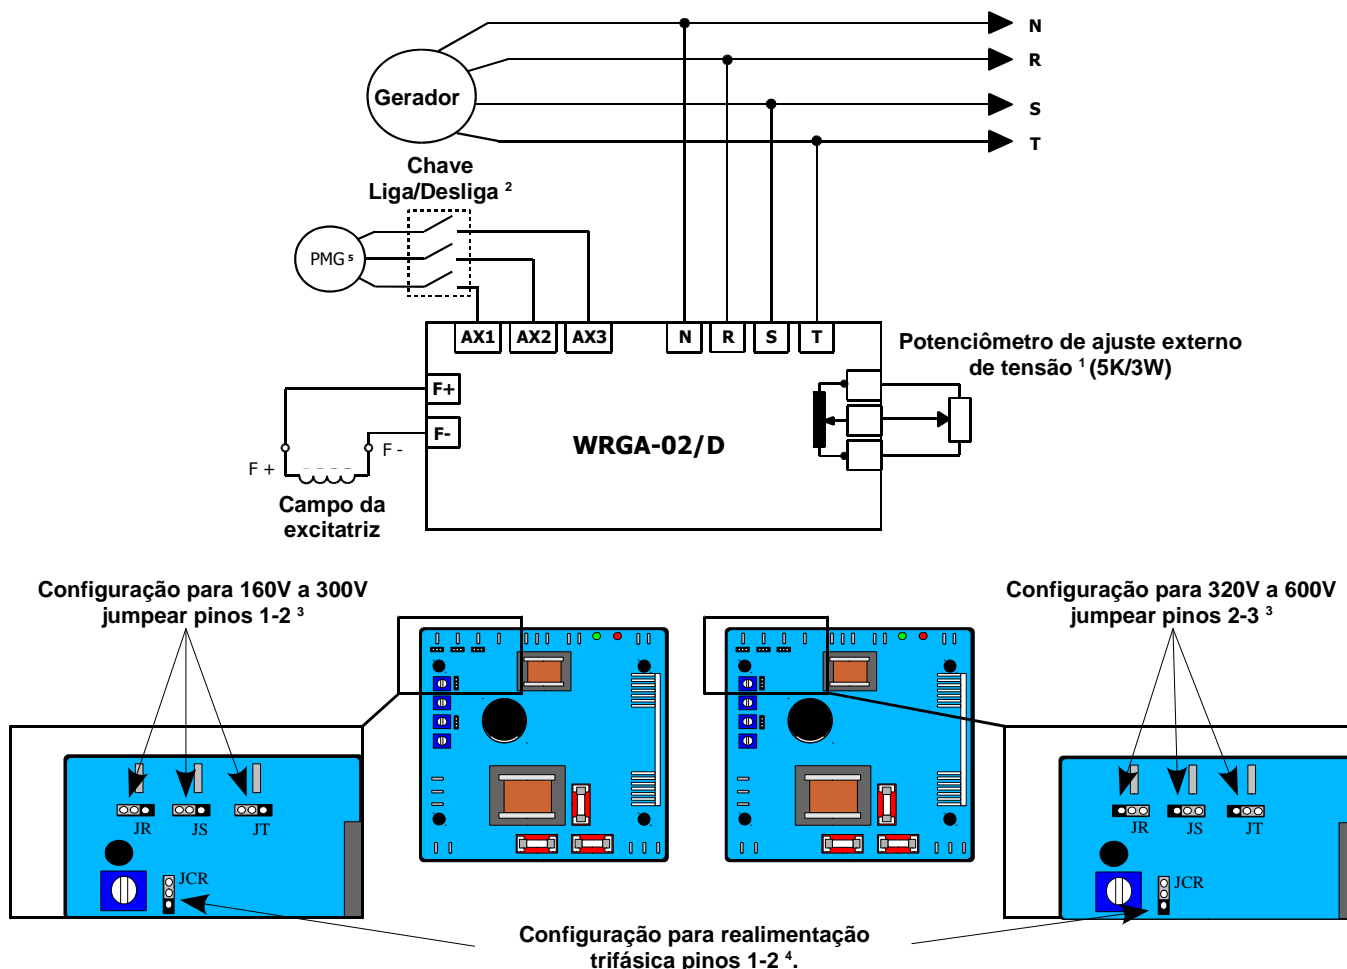 N
R
Gerador
S
T
Chave
Liga/Desliga ²
PMG ⁵
AX1 AX2 AX3 N R S T
Potenciômetro de ajuste externo
de tensão ¹ (5K/3W)
F+
F-
WRGA-02/D
F + F -
Campo da
excitatriz
Configuração para 160V a 300V
jumpear pinos 1-2 ³
Configuração para 320V a 600V
jumpear pinos 2-3 ³
JR JS JT
JCR
JR JS JT
JCR
Configuração para realimentação
trifásica pinos 1-2 ⁴.